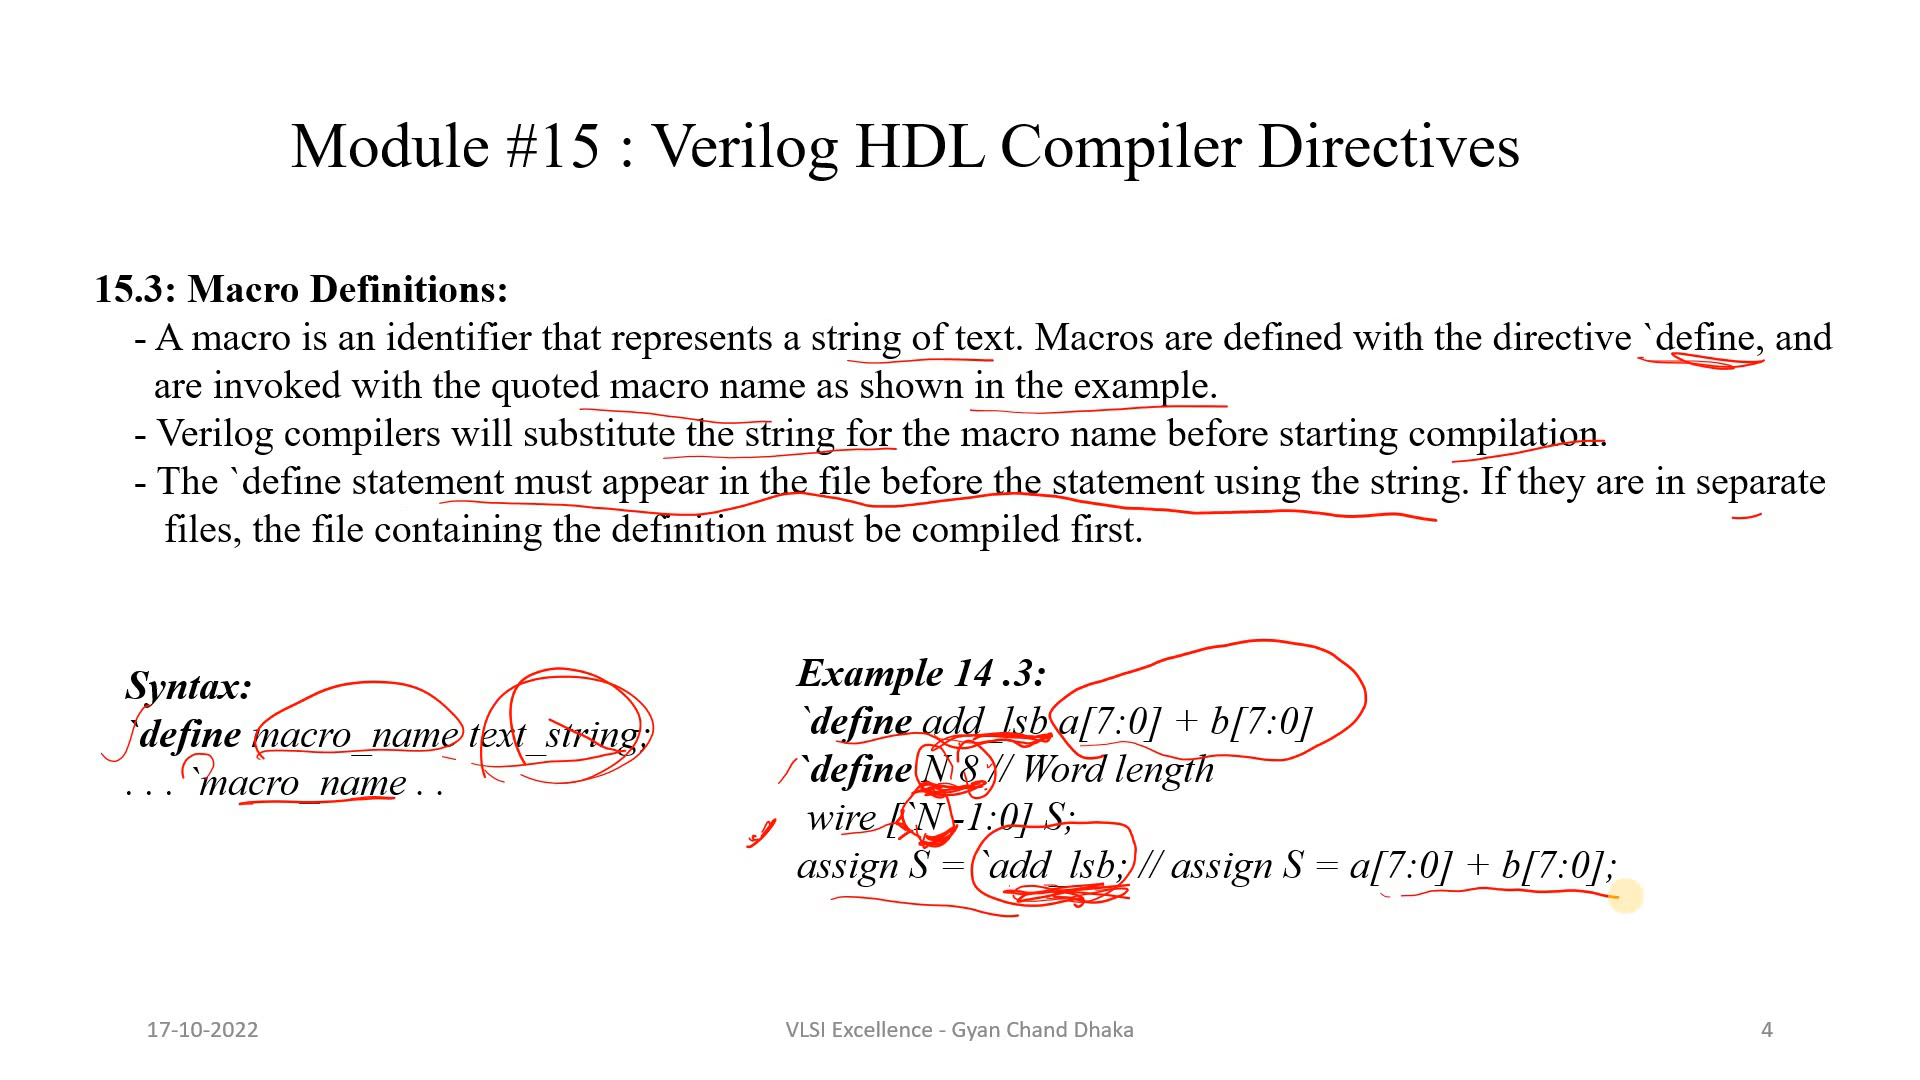 Module #15 : Verilog HDL Compiler Directives
15.3: Macro Definitions:
- A macro is an identifier that represents a string of text. Macros are defined with the directive `define, and
are invoked with the quoted macro name as shown in the example.
- Verilog compilers will substitute the string for the macro name before starting compilation.
- The `define statement must appear in the file before the statement using the string. If they are in separate
files, the file containing the definition must be compiled first.
Syntax:
`define macro_name text_string;
. . . `macro_name . .
Example 14 .3:
`define add_lsb a[7:0] + b[7:0]
`define N 8 // Word length
wire [`N -1:0] S;
assign S = `add_lsb; // assign S = a[7:0] + b[7:0];
17-10-2022
VLSI Excellence - Gyan Chand Dhaka
4